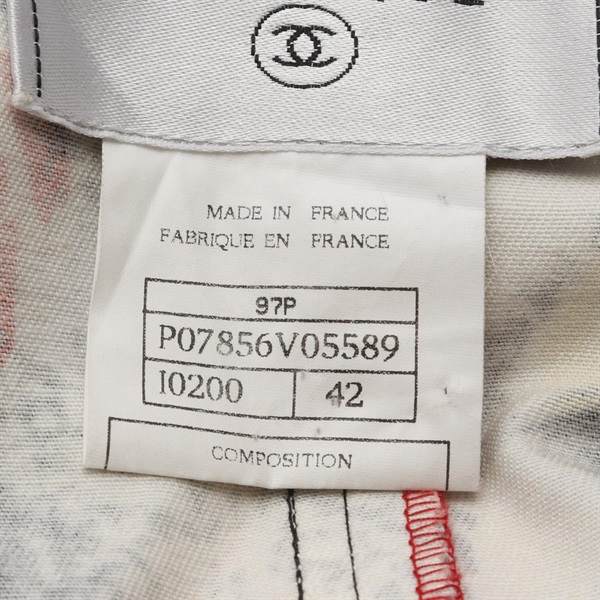 MADE IN FRANCE
FABRIQUE EN FRANCE
97P
P07856V05589
I0200 42
COMPOSITION